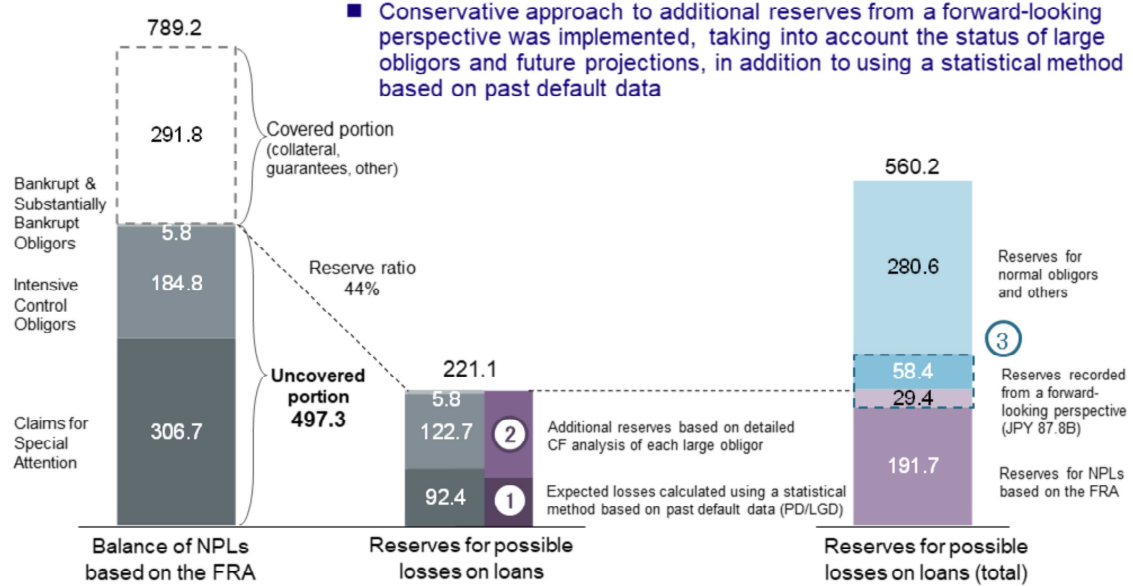 ■ Conservative approach to additional reserves from a forward-looking
perspective was implemented, taking into account the status of large
obligors and future projections, in addition to using a statistical method
based on past default data
789.2
291.8
Covered portion
(collateral,
guarantees, other)
Bankrupt &
Substantially
Bankrupt
Obligors
5.8
Intensive
Control
Obligors
184.8
Claims for
Special
Attention
306.7
Uncovered
portion
497.3
Balance of NPLs
based on the FRA
Reserve ratio
44%
221.1
5.8
122.7
92.4
2
Additional reserves based on detailed
CF analysis of each large obligor
1
Expected losses calculated using a statistical
method based on past default data (PD/LGD)
Reserves for possible
losses on loans
560.2
280.6
Reserves for
normal obligors
and others
3
58.4
29.4
Reserves recorded
from a forward-
looking perspective
(JPY 87.8B)
191.7
Reserves for NPLs
based on the FRA
Reserves for possible
losses on loans (total)